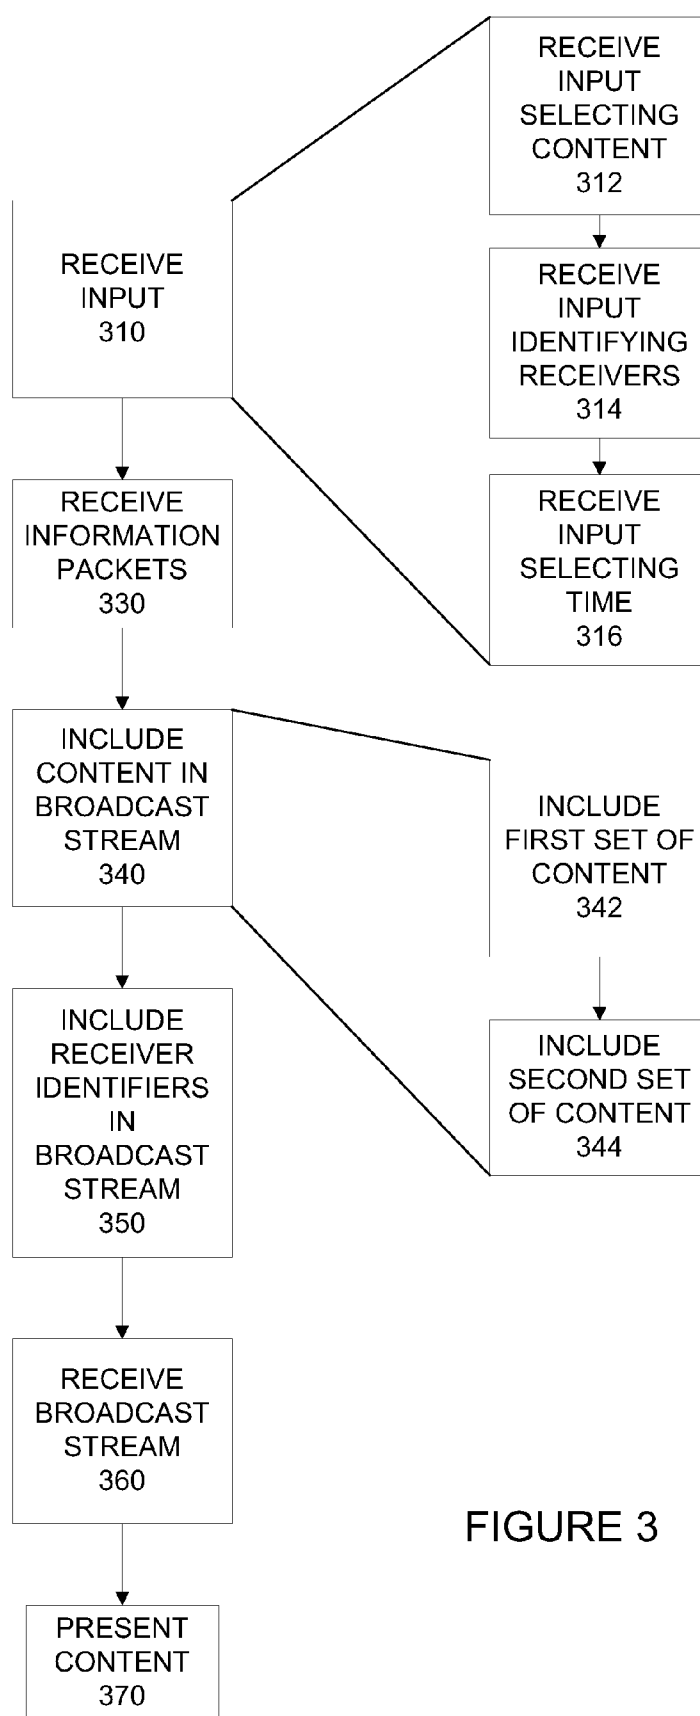 RECEIVE
INPUT
310
RECEIVE
INPUT
SELECTING
CONTENT
312
RECEIVE
INPUT
IDENTIFYING
RECEIVERS
314
RECEIVE
INPUT
SELECTING
TIME
316
RECEIVE
INFORMATION
PACKETS
330
INCLUDE
CONTENT IN
BROADCAST
STREAM
340
INCLUDE
FIRST SET OF
CONTENT
342
INCLUDE
SECOND SET
OF CONTENT
344
INCLUDE
RECEIVER
IDENTIFIERS
IN
BROADCAST
STREAM
350
RECEIVE
BROADCAST
STREAM
360
PRESENT
CONTENT
370
FIGURE 3